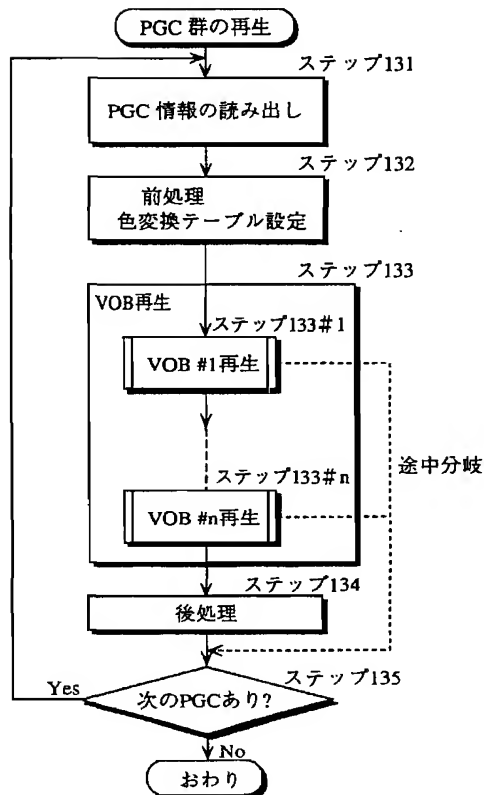 PGC 群の再生
ステップ131
PGC 情報の読み出し
ステップ132
前処理
色変換テーブル設定
ステップ133
VOB再生
ステップ133#1
VOB #1再生
途中分岐
ステップ133#n
VOB #n再生
ステップ134
後処理
ステップ135
Yes
次のPGCあり?
No
おわり